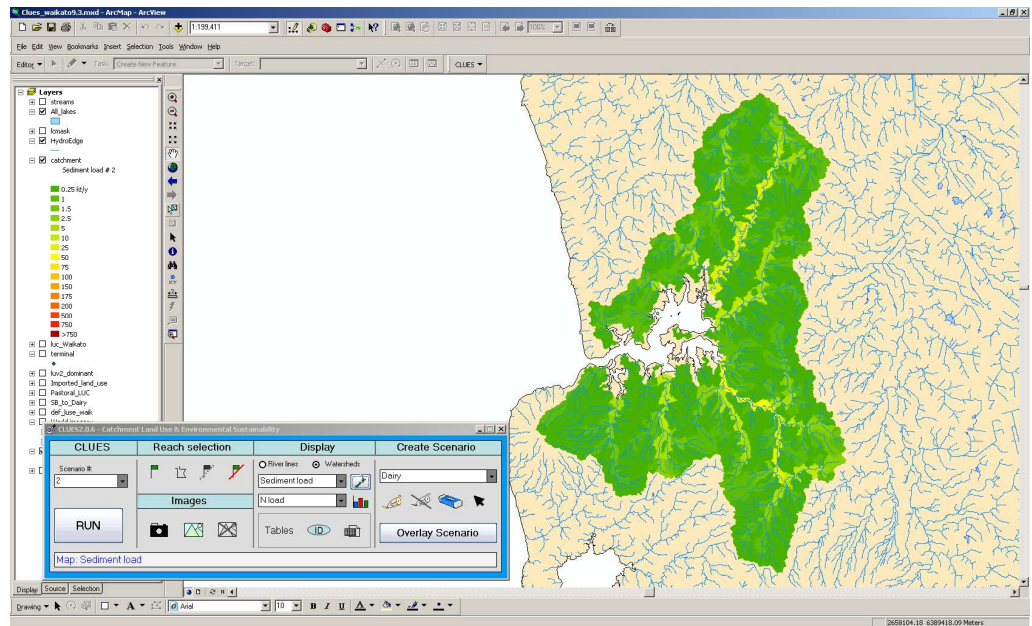 Clues_waikato9.3.mxd - ArcMap - ArcView
1:199,411
100%
File Edit View Bookmarks Insert Selection Tools Window Help
Editor Task: Create New Feature Target: CLUES
Layers
streams
All_lakes
lcmask
HydroEdge
catchment
Sediment load # 2
0.25 kt/y
1
1.5
2.5
5
10
25
50
75
100
150
175
200
500
750
>750
luc_Waikato
terminal
luv2_dominant
Imported_land_use
Pastoral_LUC
SB_to_Dairy
def_luse_waik
CLUES2.0.6 - Catchment Land Use & Environmental Sustainability
CLUES Reach selection Display Create Scenario
Scenario #:
2
River lines Watersheds
Sediment load
Dairy
Images
N load
RUN
Tables ID
Overlay Scenario
Map: Sediment load
Display Source Selection
Drawing A Arial 10 B I U A
2658104.18 6389418.09 Meters